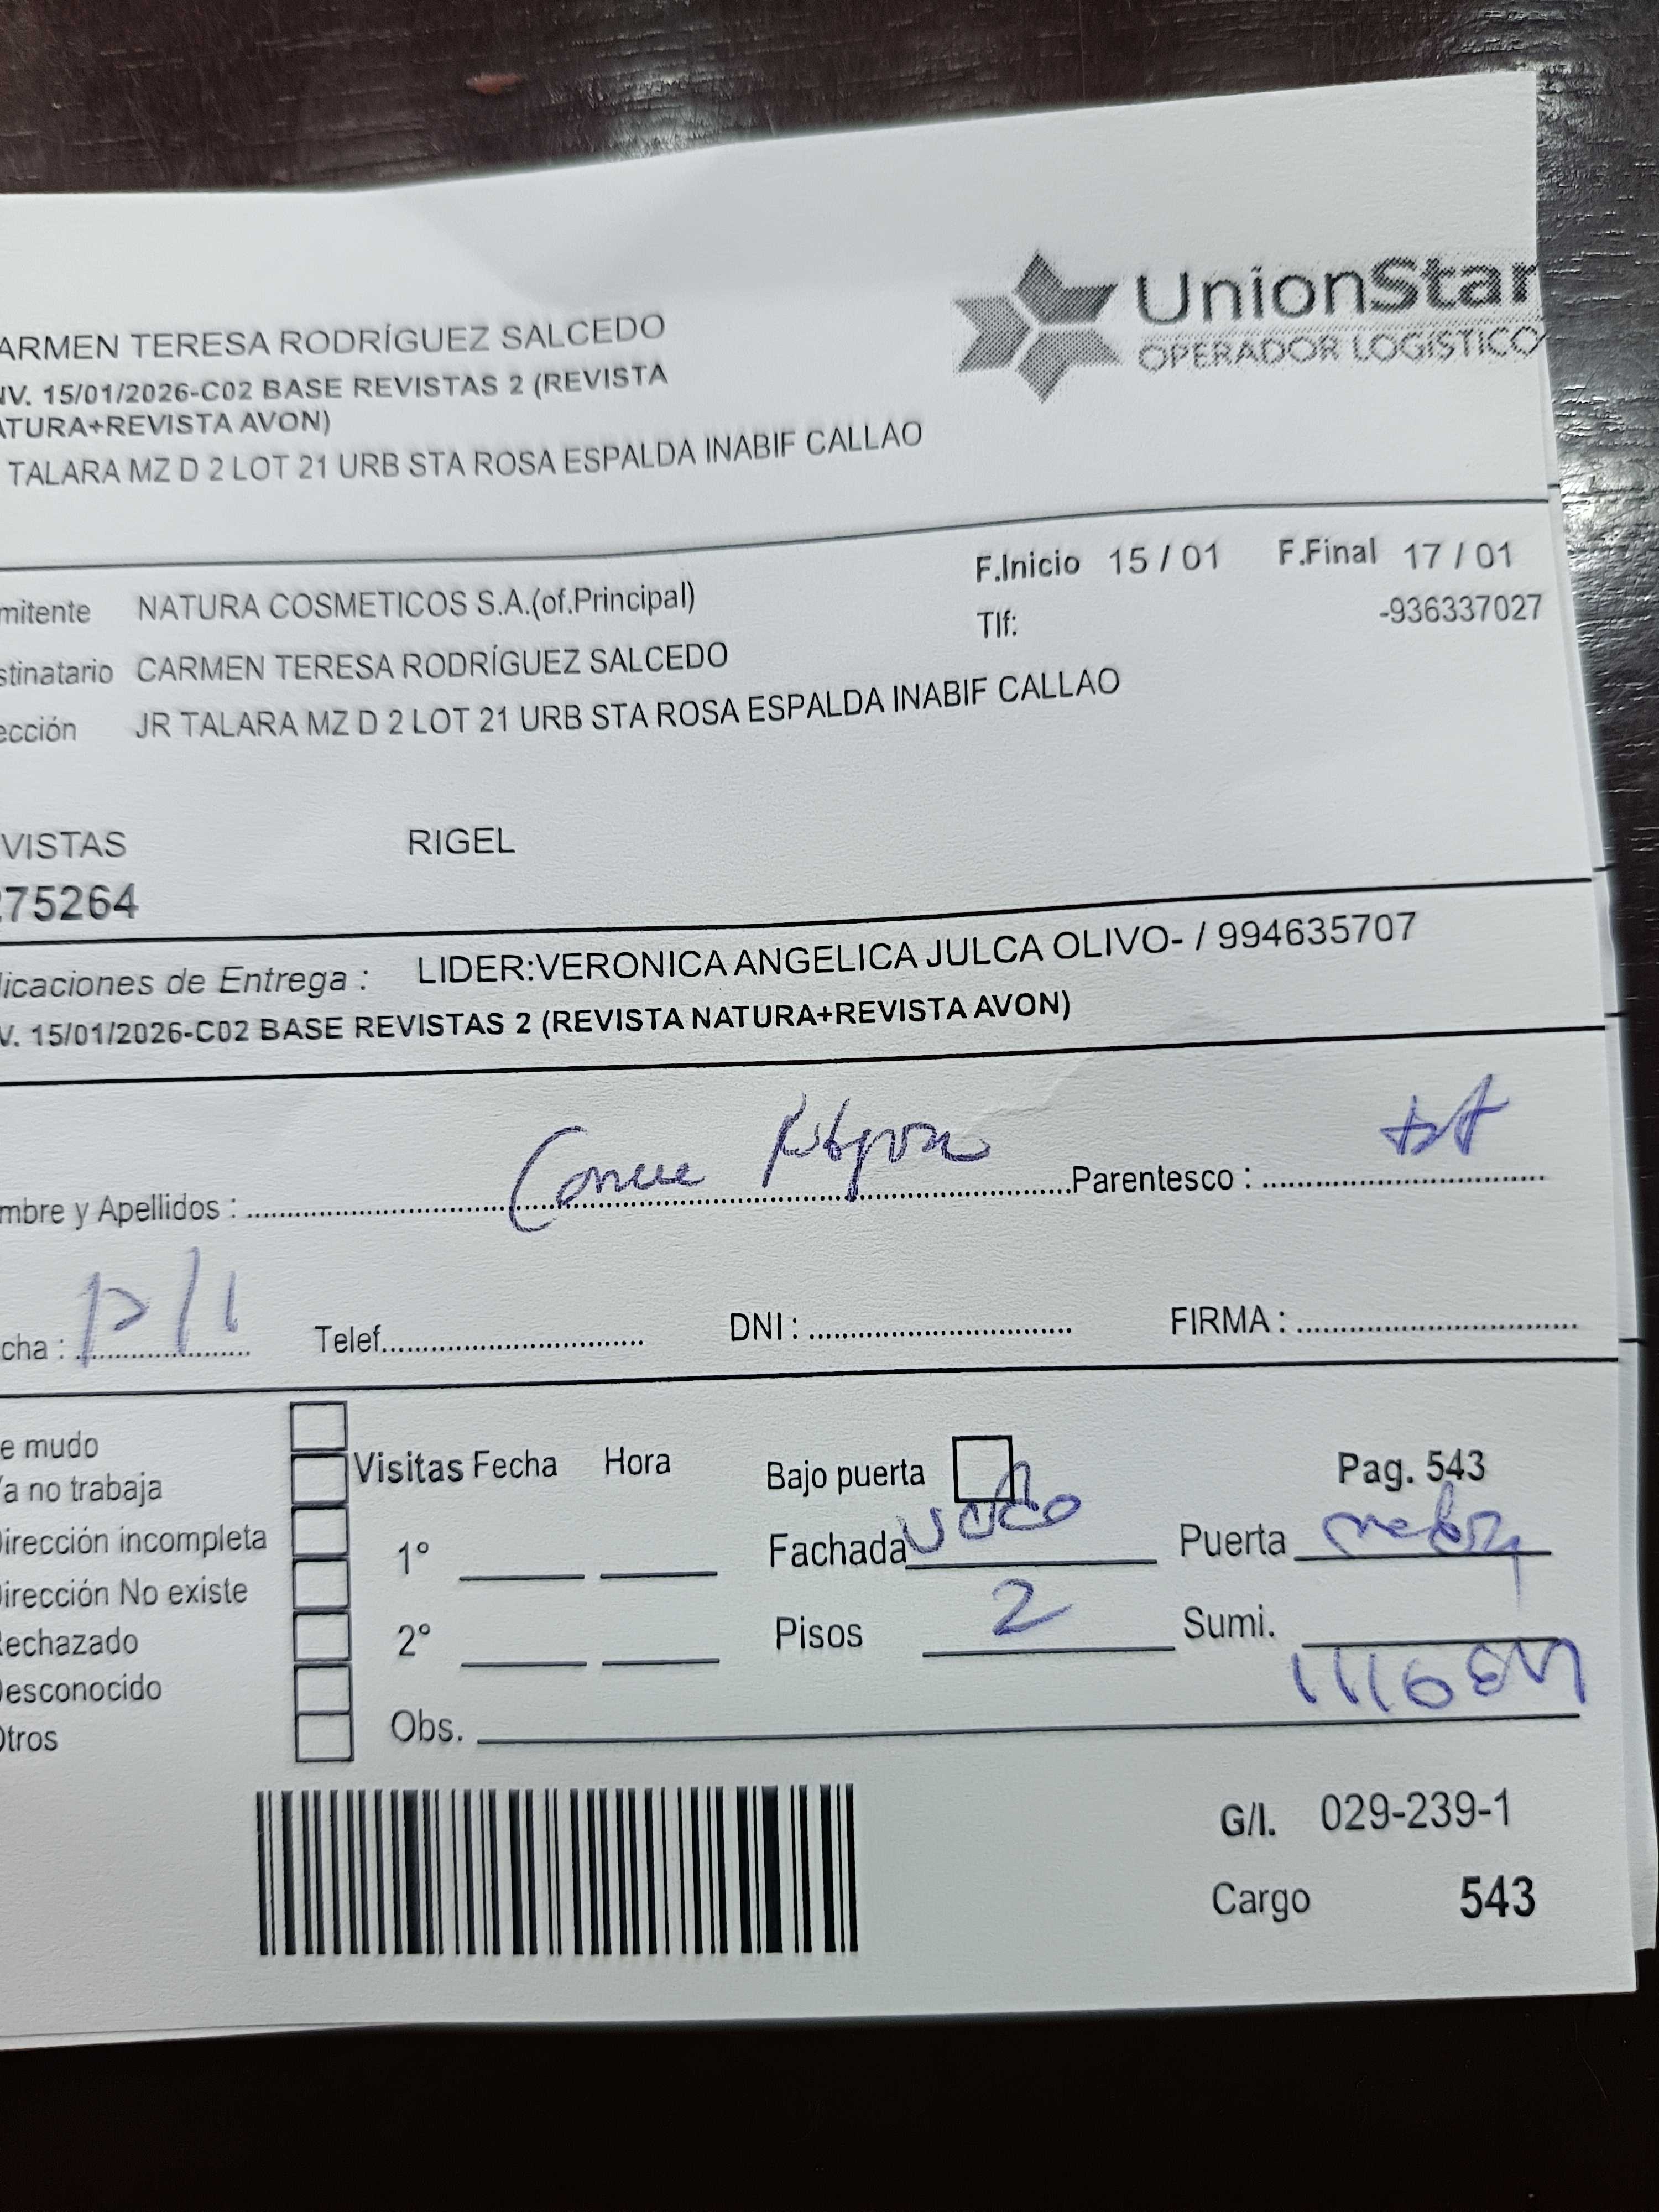 UnionStar
OPERADOR LOGÍSTICO
ARMEN TERESA RODRÍGUEZ SALCEDO
NV. 15/01/2026-C02 BASE REVISTAS 2 (REVISTA
ATURA+REVISTA AVON)
TALARA MZ D 2 LOT 21 URB STA ROSA ESPALDA INABIF CALLAO
F.Inicio 15 / 01 F.Final 17 / 01
mitente NATURA COSMETICOS S.A.(of.Principal)
Tlf: -936337027
stinatario CARMEN TERESA RODRÍGUEZ SALCEDO
ección JR TALARA MZ D 2 LOT 21 URB STA ROSA ESPALDA INABIF CALLAO
VISTAS RIGEL
275264
dicaciones de Entrega : LIDER:VERONICA ANGELICA JULCA OLIVO- / 994635707
V. 15/01/2026-C02 BASE REVISTAS 2 (REVISTA NATURA+REVISTA AVON)
mbre y Apellidos : Parentesco :
cha : Telef. DNI : FIRMA :
e mudo
Ya no trabaja
Dirección incompleta
Dirección No existe
Rechazado
Desconocido
Otros
Visitas Fecha Hora
1°
2°
Bajo puerta
Pag. 543
Fachada
Puerta
Pisos 2
Sumi.
Obs.
G/I. 029-239-1
Cargo 543